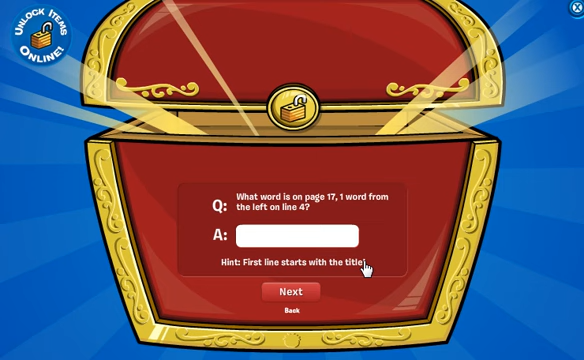 UNLOCK ITEMS
ONLINE!
X
Q: What word is on page 17, 1 word from
the left on line 4?
A:
Hint: First line starts with the title!
Next
Back